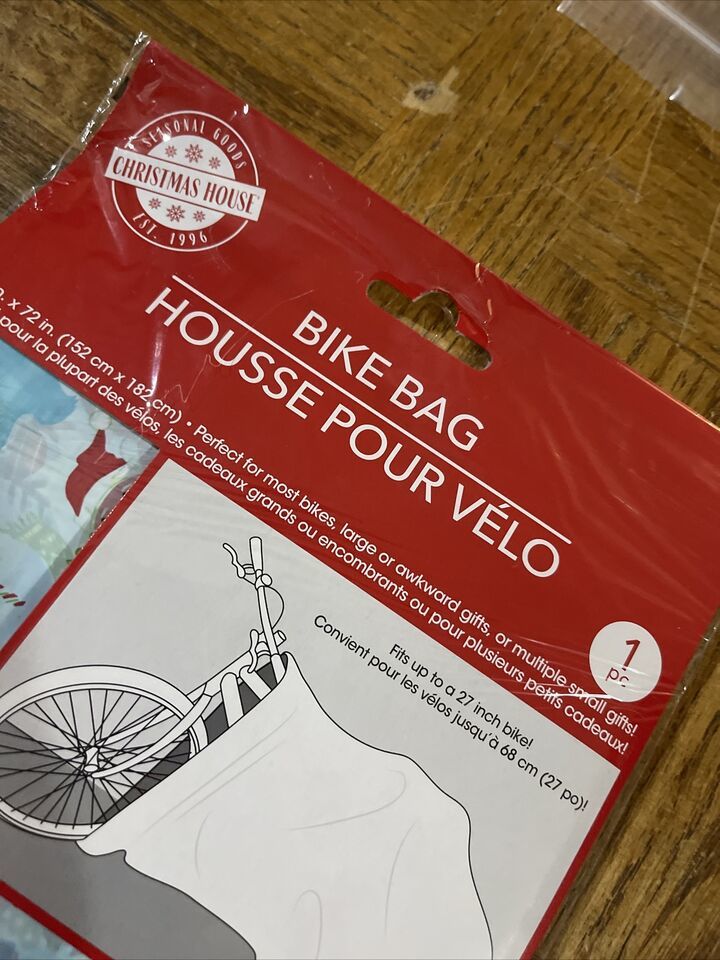 SEASONAL GOODS
CHRISTMAS HOUSE
EST. 1996
BIKE BAG
HOUSSE POUR VÉLO
x 72 in. (152 cm x 182 cm) • Perfect for most bikes, large or awkward gifts, or multiple small gifts!
pour la plupart des vélos, les cadeaux grands ou encombrants ou pour plusieurs petits cadeaux!
1
pc
Fits up to a 27 inch bike!
Convient pour les vélos jusqu'à 68 cm (27 po)!